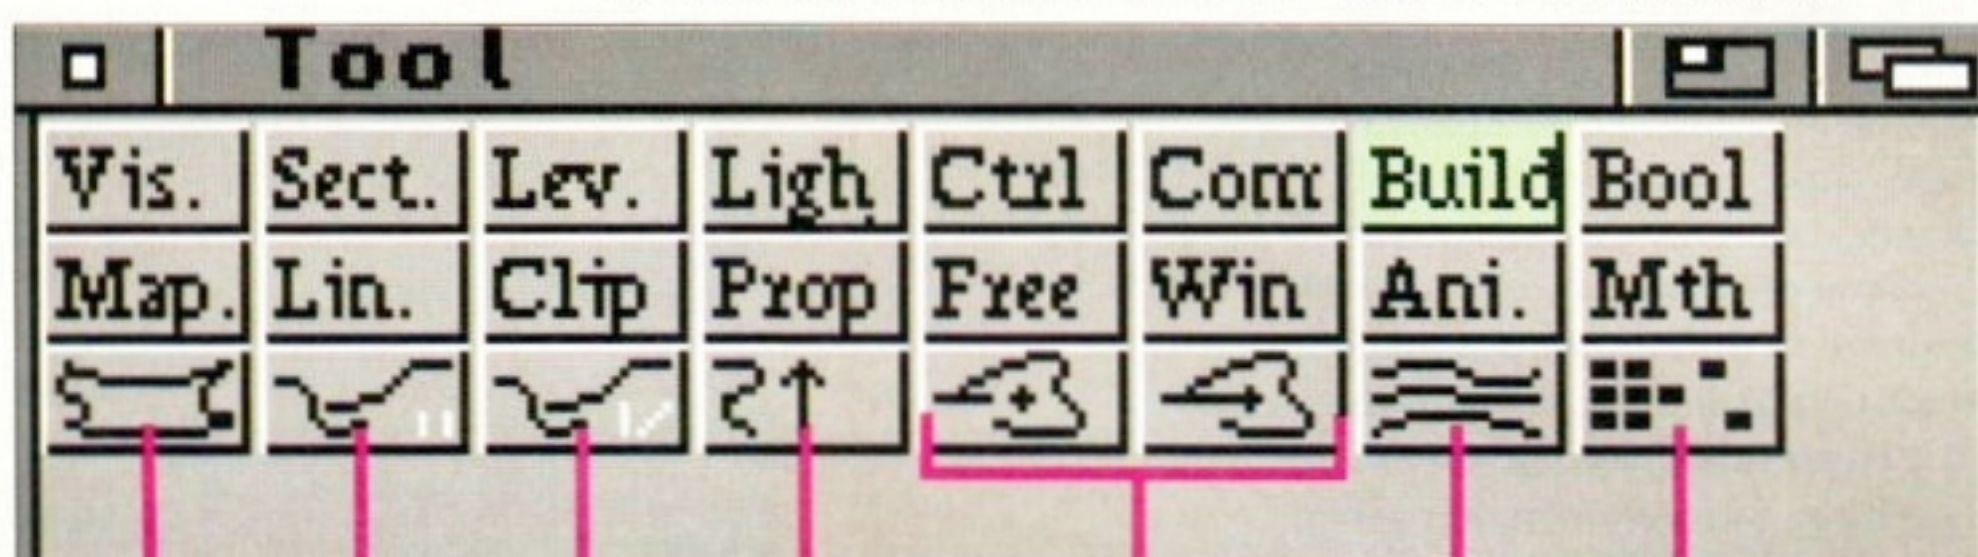 Tool
Vis. Sect. Lev. Ligh Ctrl Com Build Bool
Map. Lin. Clip Prop Free Win Ani. Mth